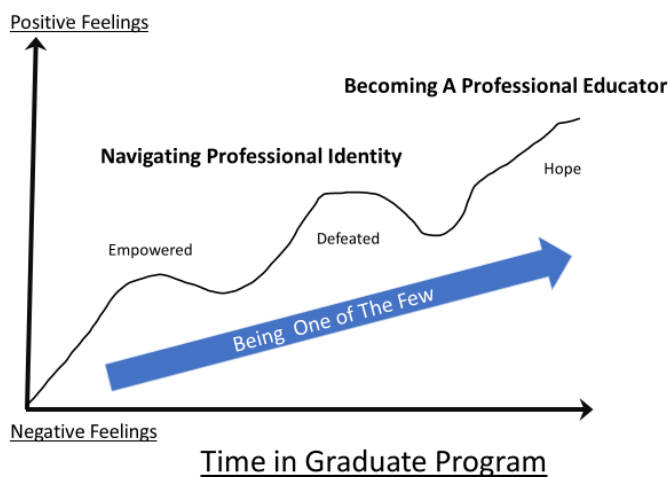 Positive Feelings
Becoming A Professional Educator
Navigating Professional Identity
Hope
Empowered
Defeated
Being One of The Few
Negative Feelings
Time in Graduate Program